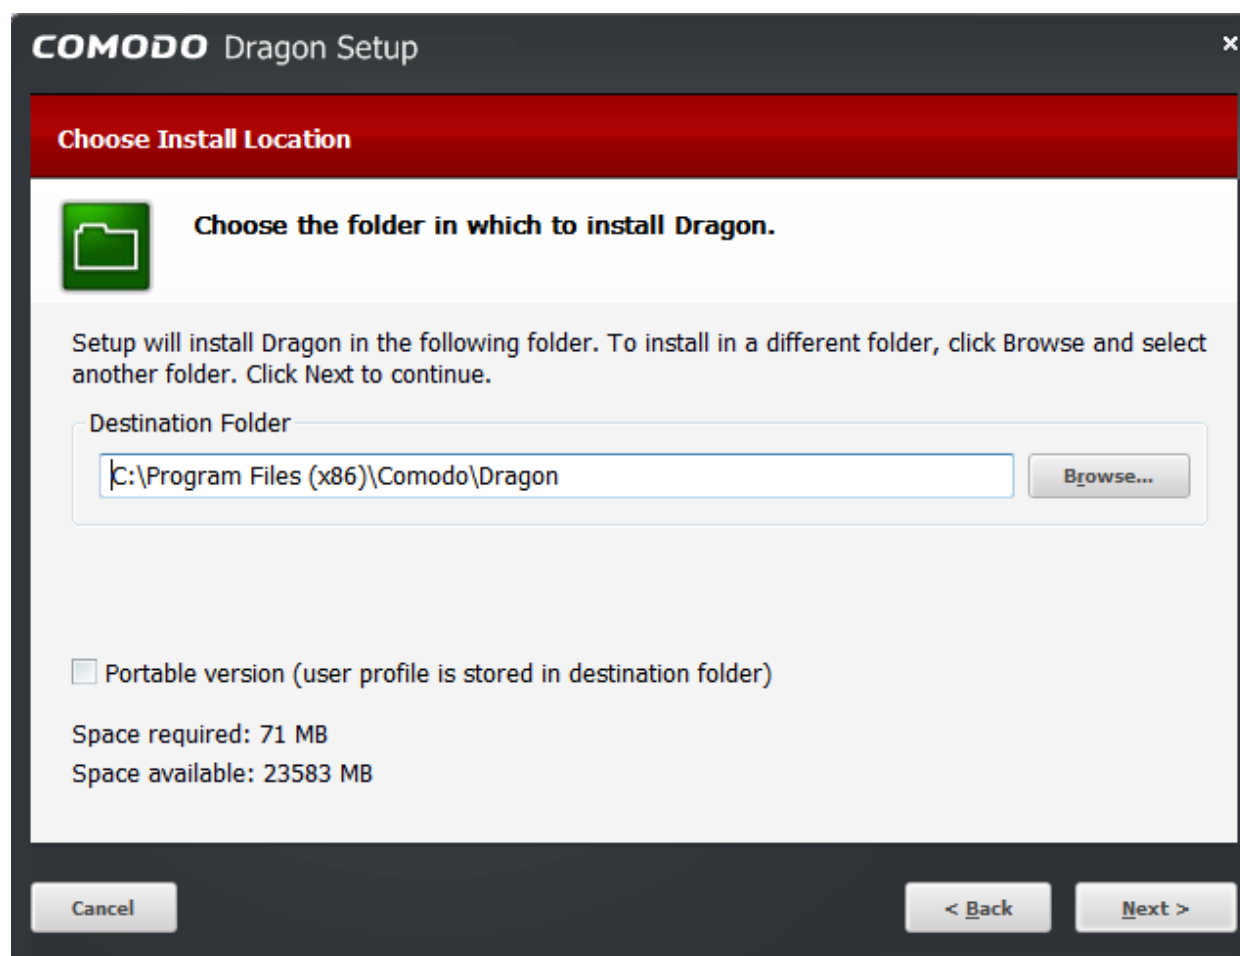 COMODO Dragon Setup
Choose Install Location
Choose the folder in which to install Dragon.
Setup will install Dragon in the following folder. To install in a different folder, click Browse and select
another folder. Click Next to continue.
Destination Folder
C:\Program Files (x86)\Comodo\Dragon
Browse...
Portable version (user profile is stored in destination folder)
Space required: 71 MB
Space available: 23583 MB
Cancel
< Back
Next >